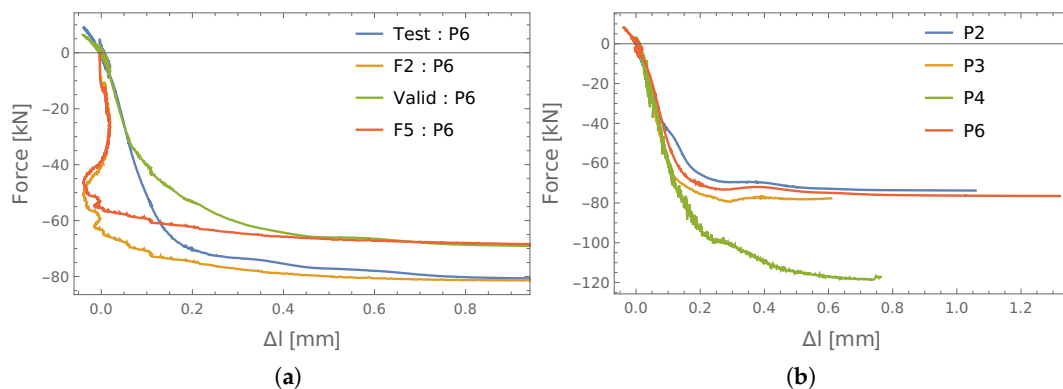 Test : P6
F2 : P6
Valid : P6
F5 : P6
0
−20
−40
−60
−80
Force [kN]
0.0 0.2 0.4 0.6 0.8
Δl [mm]
(a)
P2
P3
P4
P6
20
0
−20
−40
−60
−80
−100
−120
Force [kN]
0.0 0.2 0.4 0.6 0.8 1.0 1.2
Δl [mm]
(b)